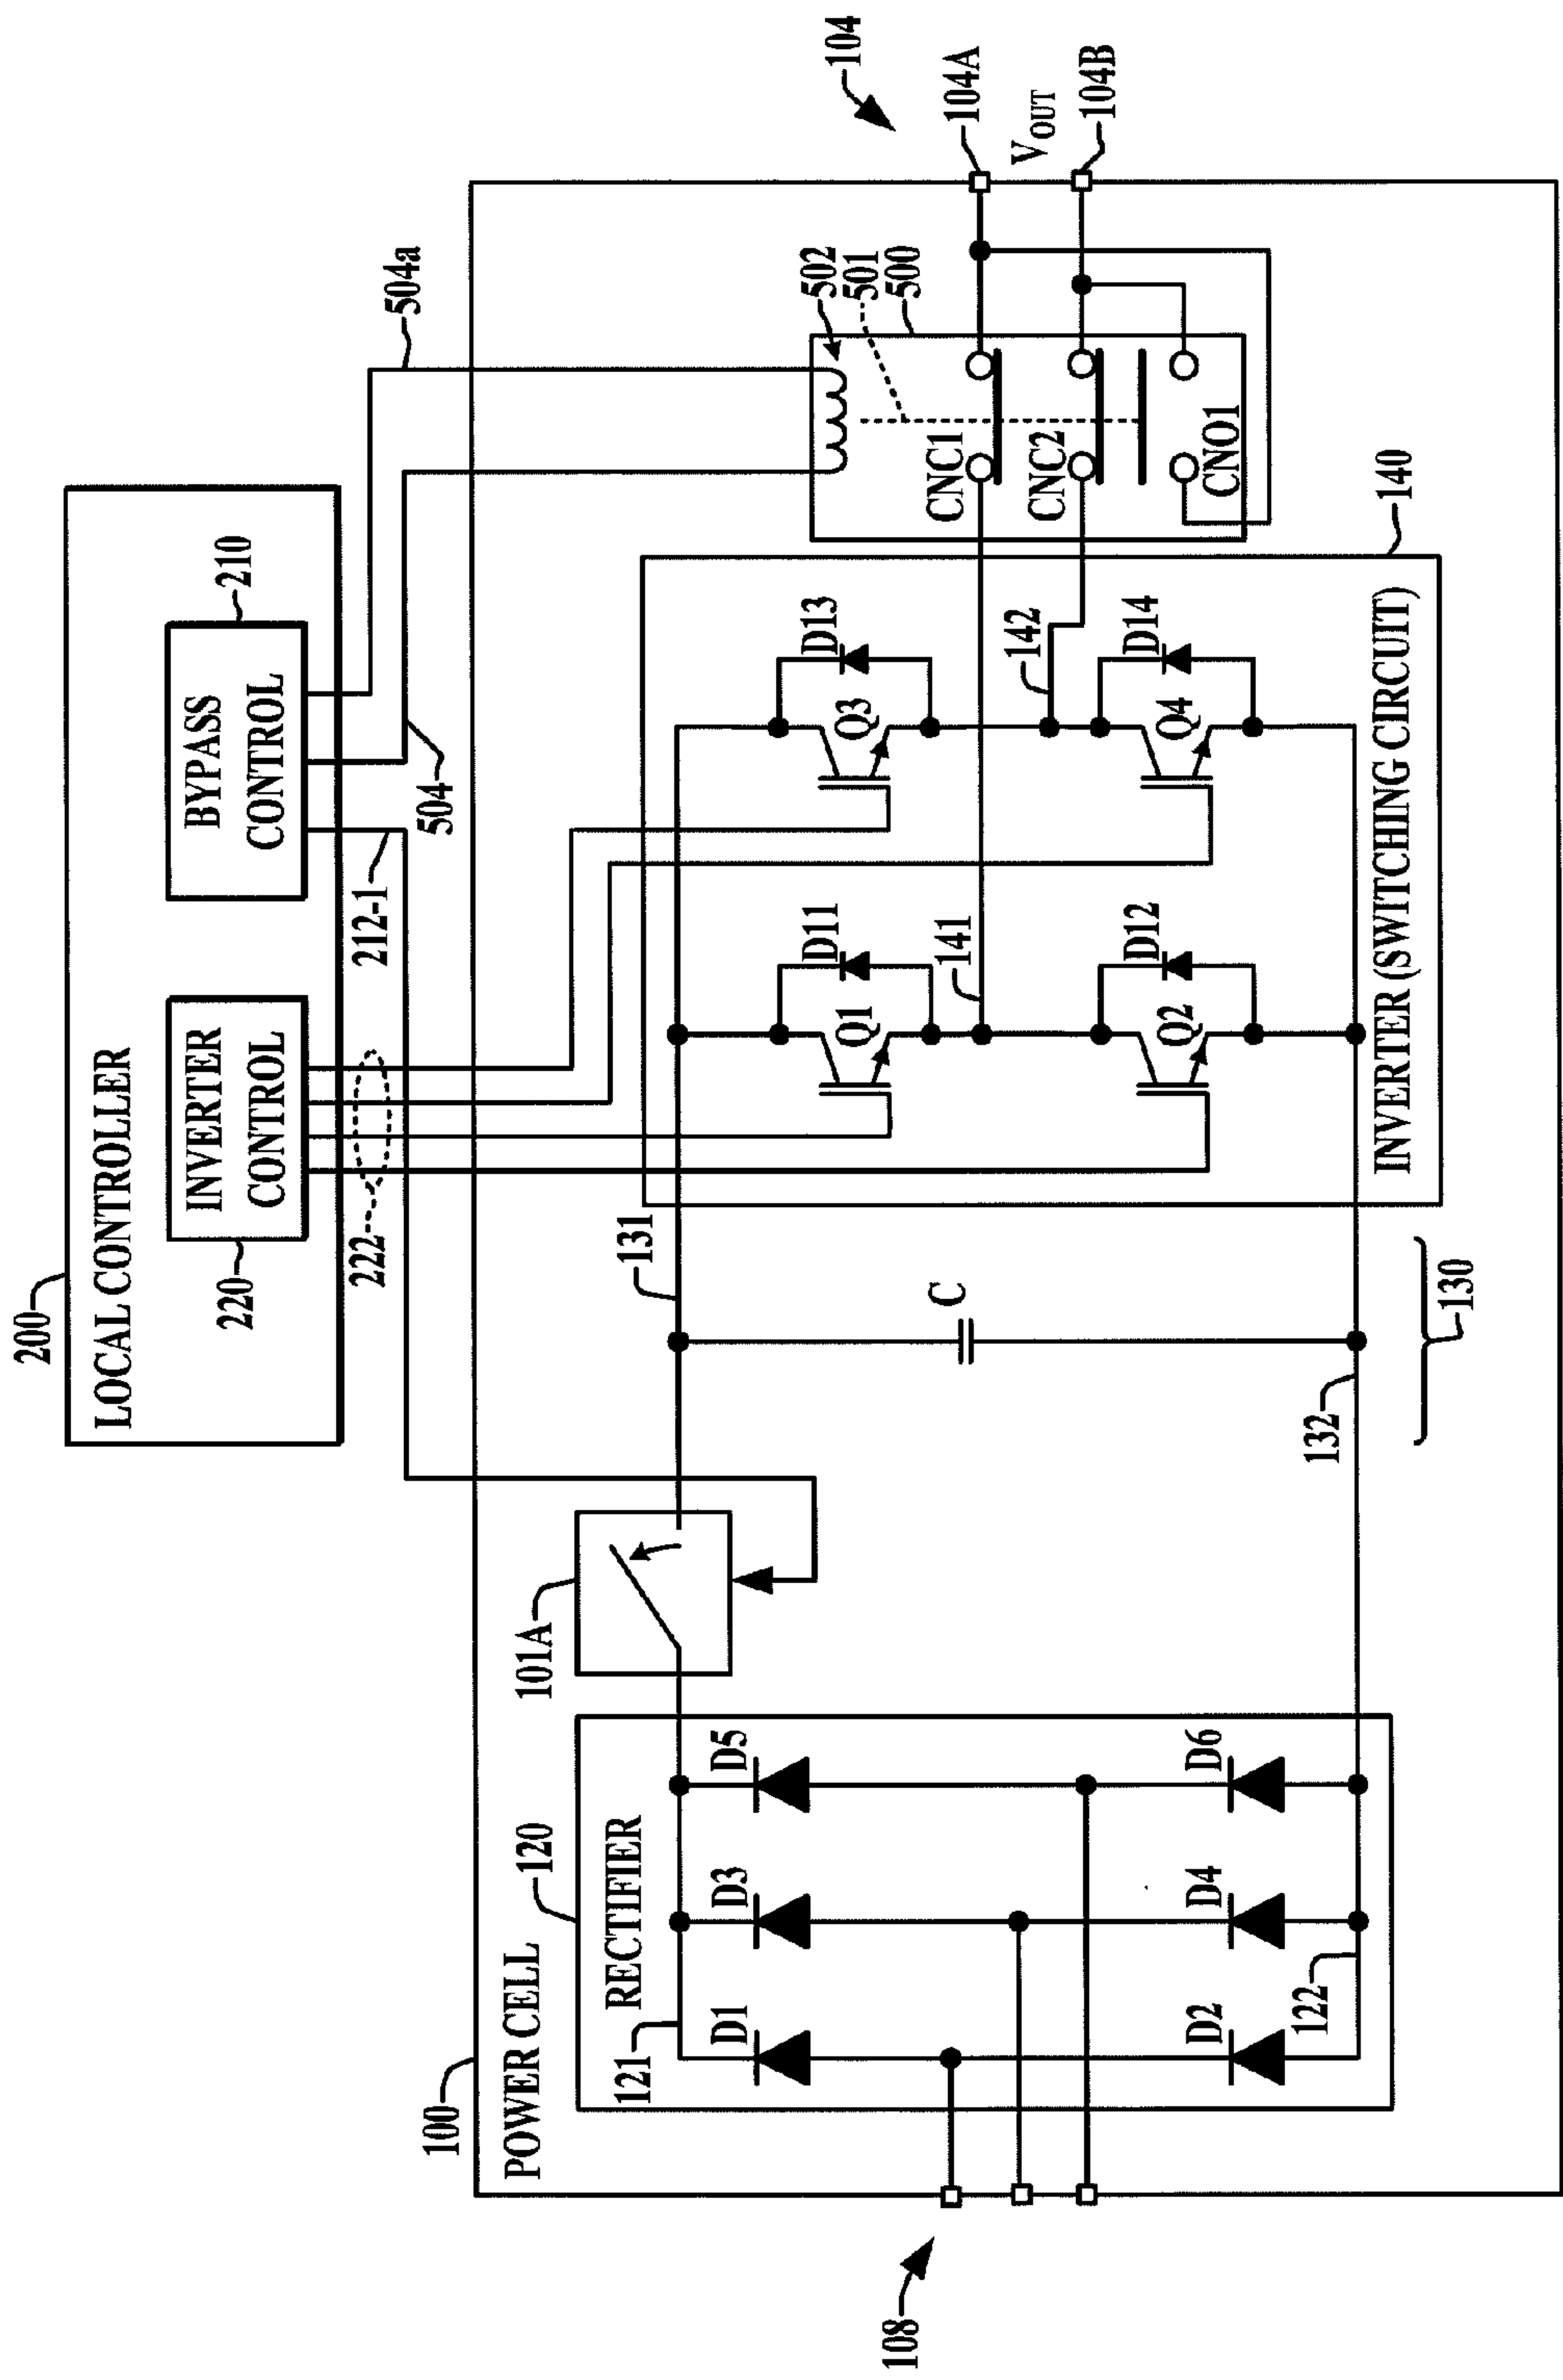 200
LOCAL CONTROLLER
INVERTER
CONTROL
220
BYPASS
CONTROL
210
222
212-1
504
504a
100
POWER CELL
120
RECTIFIER
121
D1
D3
D5
D2
D4
D6
122
108
101A
131
C
132
130
141
142
Q1
D11
Q2
D12
Q3
D13
Q4
D14
INVERTER (SWITCHING CIRCUIT)
140
502
501
500
CNC1
CNC2
CNO1
104
104A
VOUT
104B